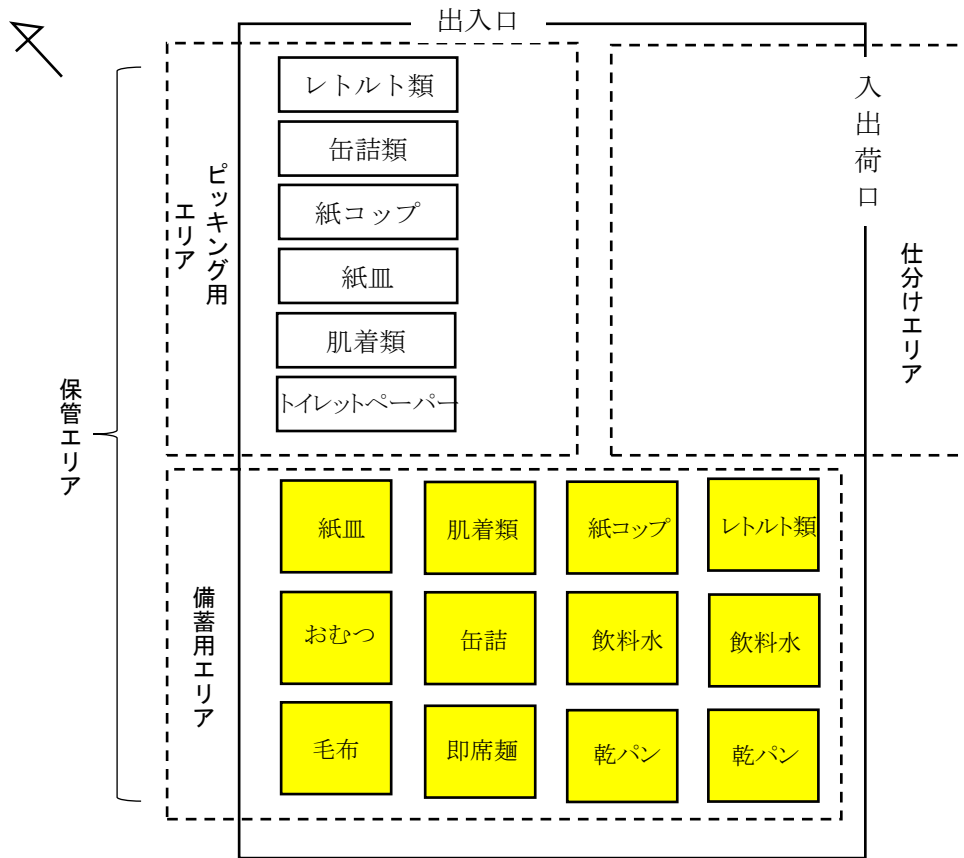 出入口
レトルト類
缶詰類
紙コップ
紙皿
肌着類
トイレットペーパー
ピッキング用
エリア
入出荷口
仕分けエリア
保管エリア
備蓄用エリア
紙皿
肌着類
紙コップ
レトルト類
おむつ
缶詰
飲料水
飲料水
毛布
即席麺
乾パン
乾パン